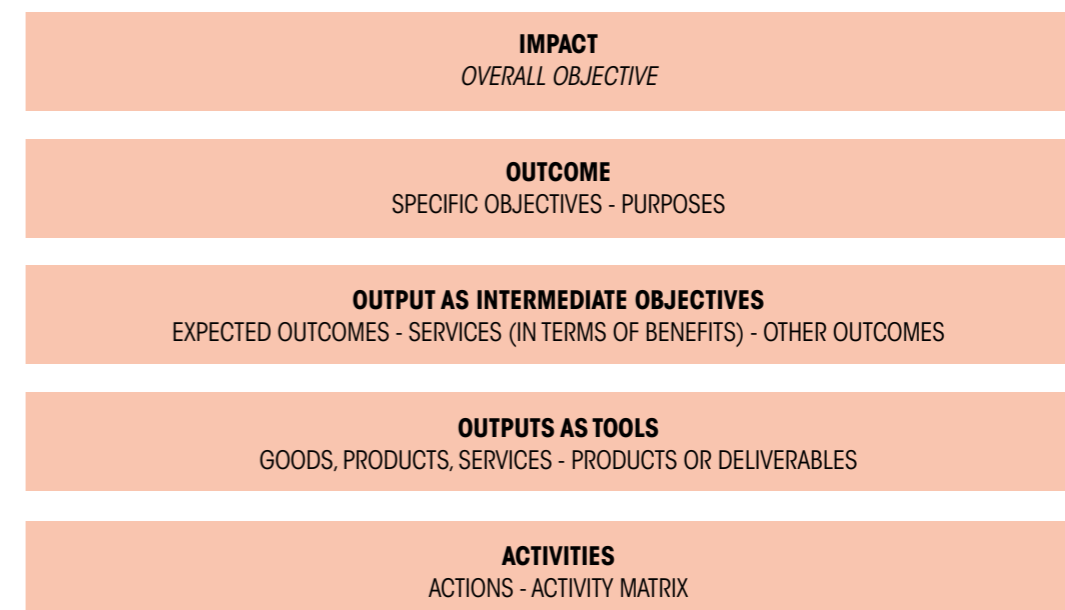 IMPACT
OVERALL OBJECTIVE
OUTCOME
SPECIFIC OBJECTIVES - PURPOSES
OUTPUT AS INTERMEDIATE OBJECTIVES
EXPECTED OUTCOMES - SERVICES (IN TERMS OF BENEFITS) - OTHER OUTCOMES
OUTPUTS AS TOOLS
GOODS, PRODUCTS, SERVICES - PRODUCTS OR DELIVERABLES
ACTIVITIES
ACTIONS - ACTIVITY MATRIX